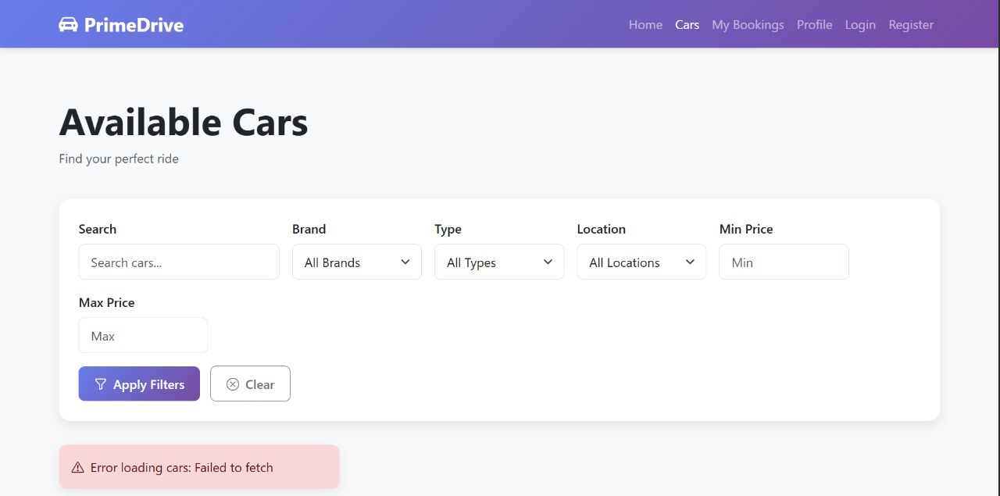 PrimeDrive
Home Cars My Bookings Profile Login Register
Available Cars
Find your perfect ride
Search Brand Type Location Min Price
Search cars... All Brands All Types All Locations Min
Max Price
Max
Apply Filters Clear
Error loading cars: Failed to fetch